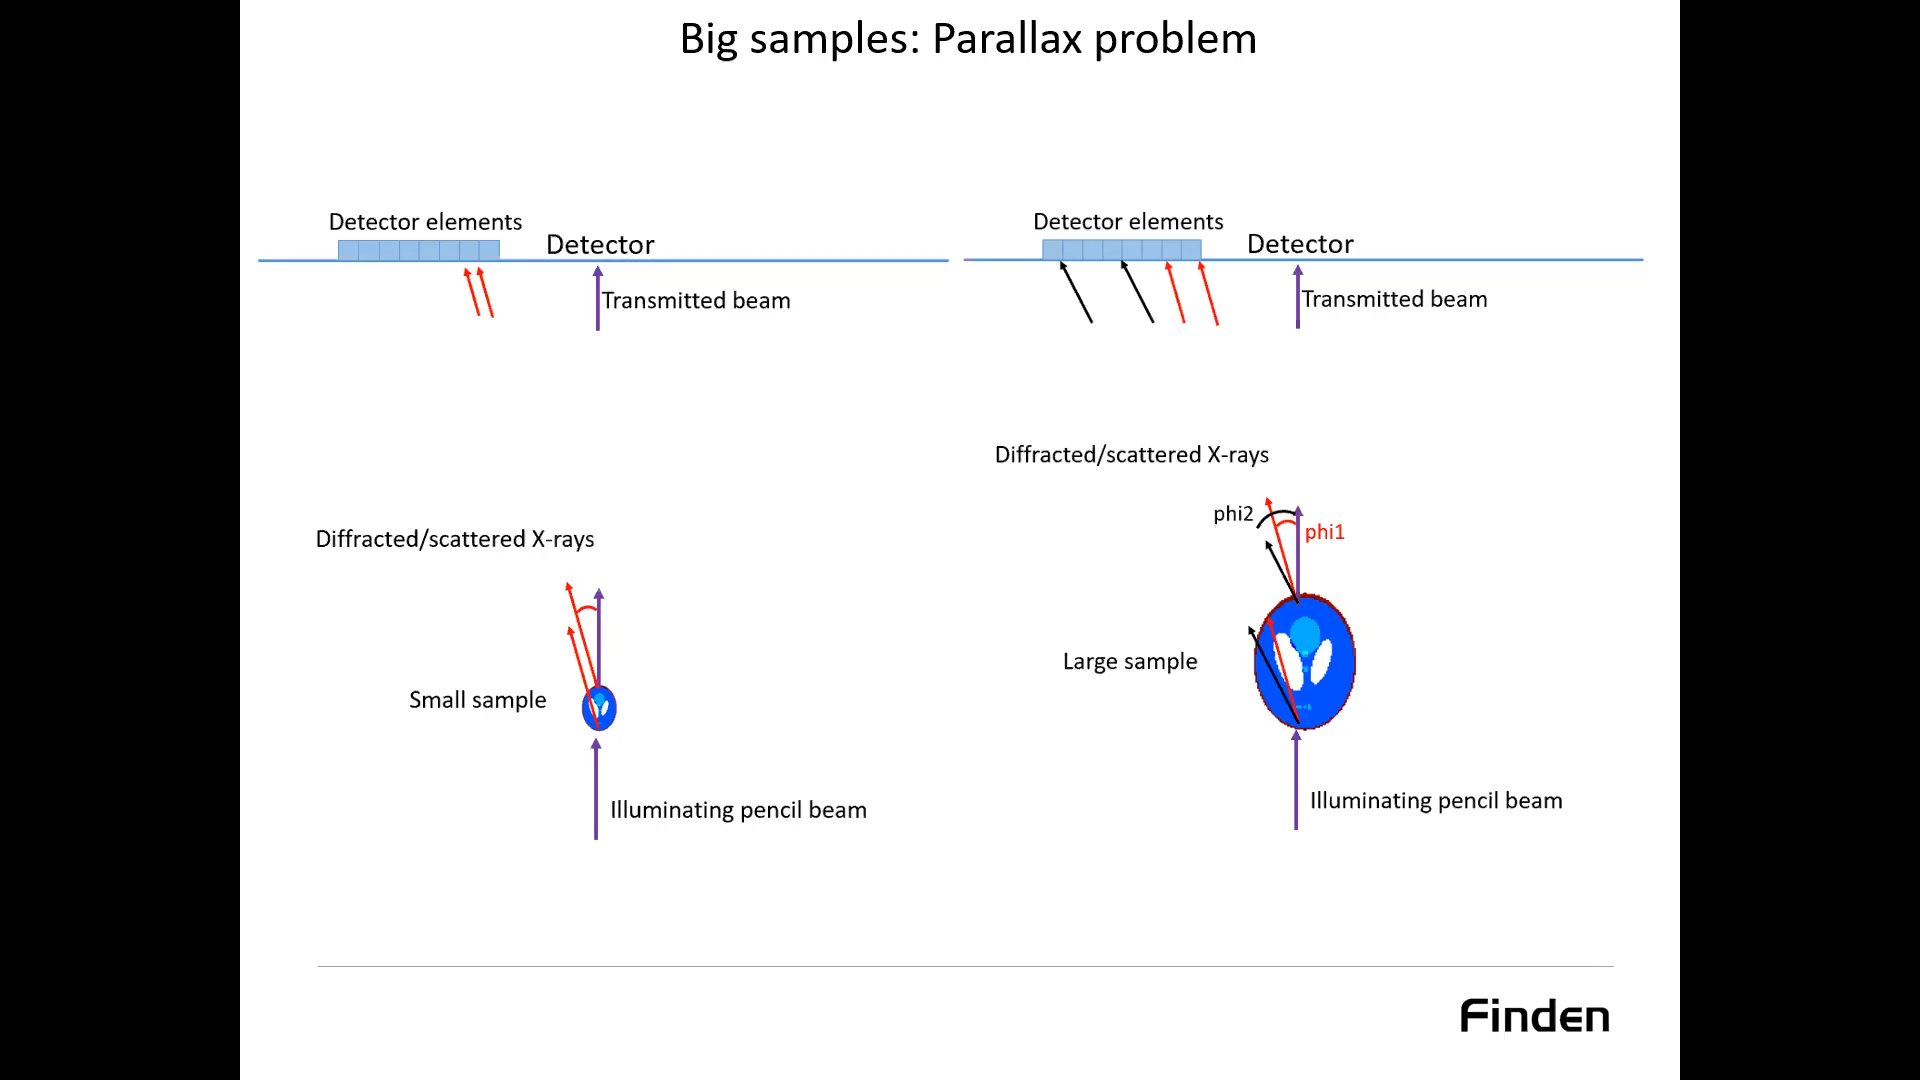 Big samples: Parallax problem
Detector elements
Detector
Transmitted beam
Diffracted/scattered X-rays
Small sample
Illuminating pencil beam
Detector elements
Detector
Transmitted beam
Diffracted/scattered X-rays
phi2
phi1
Large sample
Illuminating pencil beam
Finden